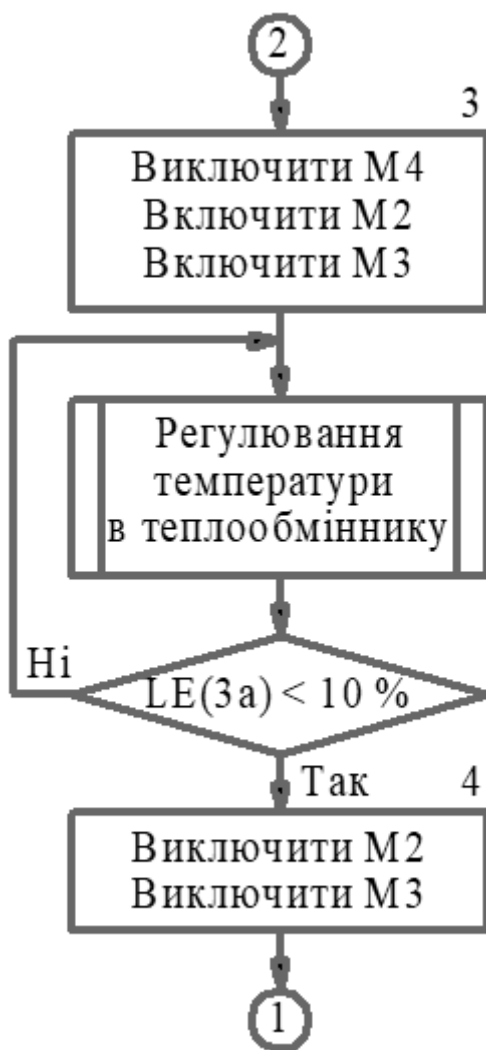 2
3
Виключити М4
Включити М2
Включити М3
Регулювання
температури
в теплообміннику
Ні
LE(3а) < 10 %
Так
4
Виключити М2
Виключити М3
1